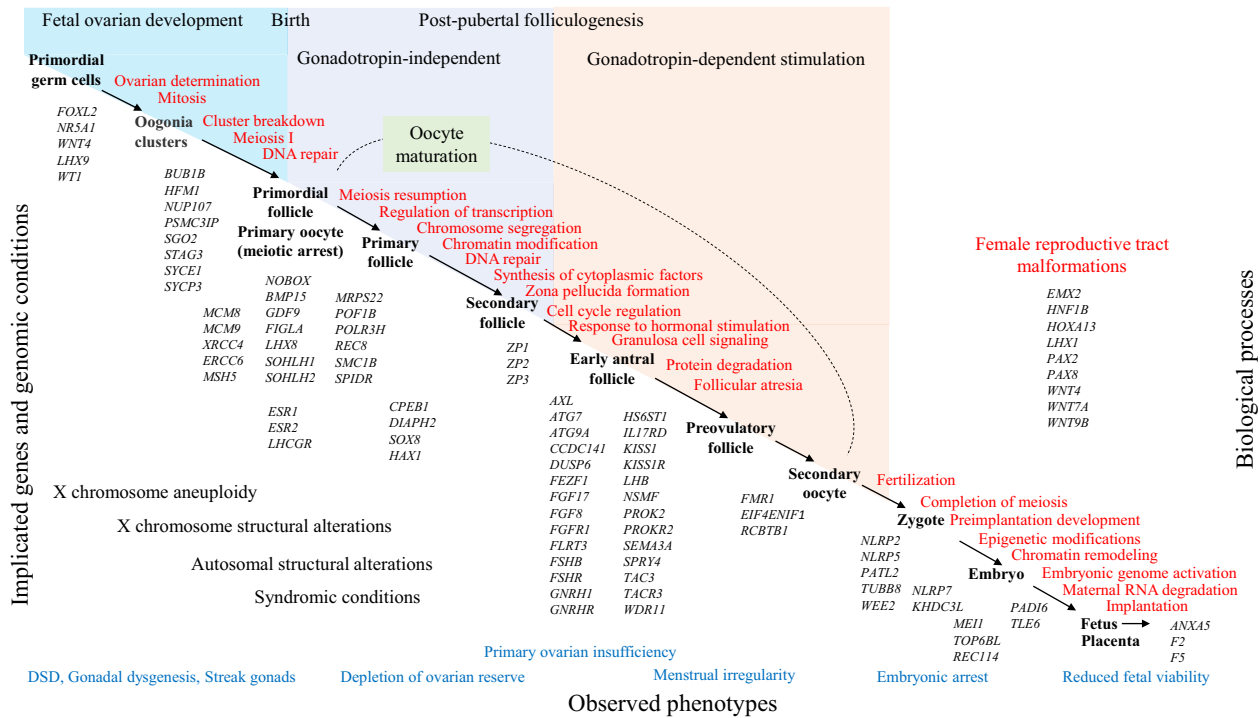 Fetal ovarian development
Birth
Post-pubertal folliculogenesis
Gonadotropin-independent
Gonadotropin-dependent stimulation
Primordial
germ cells
Ovarian determination
Mitosis
FOXL2
NR5A1
WNT4
LHX9
WT1
Oogonia
clusters
Cluster breakdown
Meiosis I
DNA repair
Oocyte
maturation
BUB1B
HFM1
NUP107
PSMC3IP
SGO2
STAG3
SYCE1
SYCP3
Primordial
follicle
Primary oocyte
(meiotic arrest)
Meiosis resumption
Regulation of transcription
Chromosome segregation
Chromatin modification
DNA repair
Synthesis of cytoplasmic factors
Zona pellucida formation
Primary
follicle
MCM8
MCM9
XRCC4
ERCC6
MSH5
NOBOX
BMP15
GDF9
FIGLA
LHX8
SOHLH1
SOHLH2
MRPS22
POF1B
POLR3H
REC8
SMC1B
SPIDR
Secondary
follicle
Cell cycle regulation
Response to hormonal stimulation
Granulosa cell signaling
ZP1
ZP2
ZP3
Early antral
follicle
Protein degradation
Follicular atresia
ESR1
ESR2
LHCGR
CPEB1
DIAPH2
SOX8
HAX1
AXL
ATG7
ATG9A
CCDC141
DUSP6
FEZF1
FGF17
FGF8
FGFR1
FLRT3
FSHB
FSHR
GNRH1
GNRHR
HS6ST1
IL17RD
KISS1
KISS1R
LHB
NSMF
PROK2
PROKR2
SEMA3A
SPRY4
TAC3
TACR3
WDR11
Preovulatory
follicle
Secondary
oocyte
FMR1
EIF4ENIF1
RCBTB1
Fertilization
Completion of meiosis
Zygote
Preimplantation development
Epigenetic modifications
Chromatin remodeling
Embryo
Embryonic genome activation
Maternal RNA degradation
Implantation
NLRP2
NLRP5
PATL2
TUBB8
WEE2
NLRP7
KHDC3L
MEI1
TOP6BL
REC114
PADI6
TLE6
Fetus
Placenta
ANXA5
F2
F5
Female reproductive tract
malformations
EMX2
HNF1B
HOXA13
LHX1
PAX2
PAX8
WNT4
WNT7A
WNT9B
X chromosome aneuploidy
X chromosome structural alterations
Autosomal structural alterations
Syndromic conditions
Implicated genes and genomic conditions
Biological processes
Primary ovarian insufficiency
DSD, Gonadal dysgenesis, Streak gonads
Depletion of ovarian reserve
Menstrual irregularity
Embryonic arrest
Reduced fetal viability
Observed phenotypes